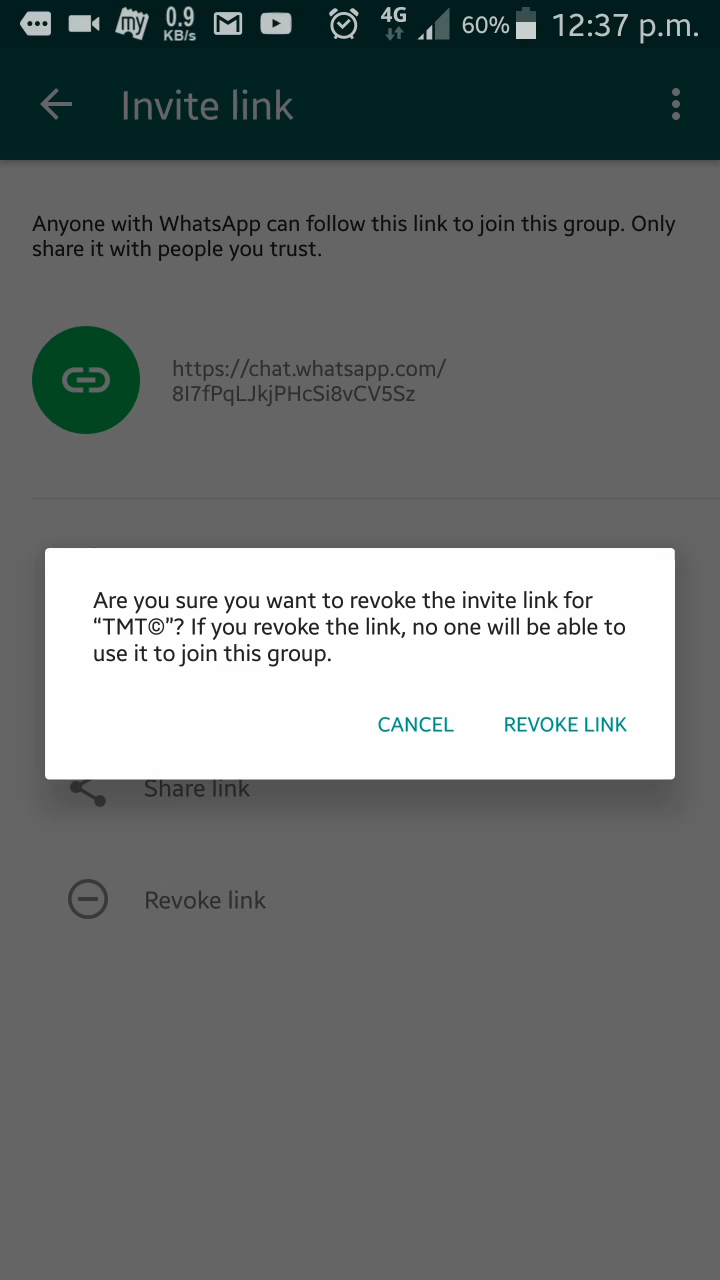 my 0.9 KB/s 4G 60% 12:37 p.m.
Invite link
Anyone with WhatsApp can follow this link to join this group. Only
share it with people you trust.
https://chat.whatsapp.com/
8I7fPqLJkjPHcSi8vCV5Sz
Are you sure you want to revoke the invite link for
“TMT©”? If you revoke the link, no one will be able to
use it to join this group.
CANCEL REVOKE LINK
Share link
Revoke link